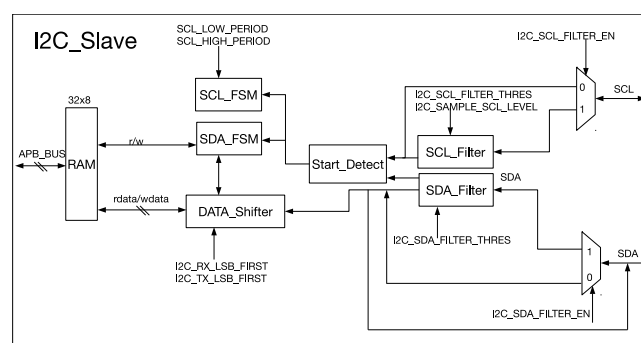 I2C_Slave
SCL_LOW_PERIOD
SCL_HIGH_PERIOD
I2C_SCL_FILTER_EN
32x8
SCL_FSM
I2C_SCL_FILTER_THRES
I2C_SAMPLE_SCL_LEVEL
0
SCL
1
r/w
SDA_FSM
APB_BUS
RAM
Start_Detect
SCL_Filter
SDA
rdata/wdata
DATA_Shifter
SDA_Filter
I2C_SDA_FILTER_THRES
1
SDA
0
I2C_RX_LSB_FIRST
I2C_TX_LSB_FIRST
I2C_SDA_FILTER_EN